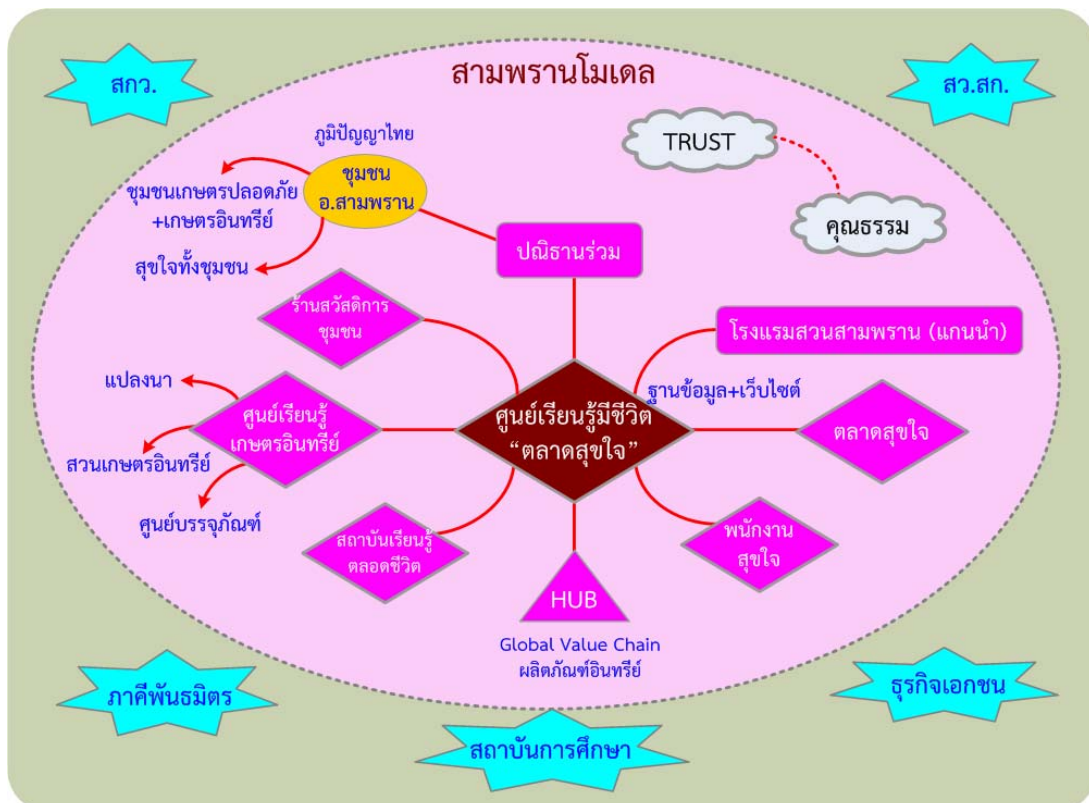 สามพรานโมเดล
สกว.
สว.สก.
ภูมิปัญญาไทย
ชุมชน
อ.สามพราน
ชุมชนเกษตรปลอดภัย
+เกษตรอินทรีย์
สุขใจทั้งชุมชน
TRUST
คุณธรรม
ปณิธานร่วม
ร้านสวัสดิการ
ชุมชน
โรงแรมสวนสามพราน (แกนนำ)
ฐานข้อมูล+เว็บไซต์
แปลงนา
ศูนย์เรียนรู้
เกษตรอินทรีย์
สวนเกษตรอินทรีย์
ศูนย์บรรจุภัณฑ์
ศูนย์เรียนรู้มีชีวิต
“ตลาดสุขใจ”
ตลาดสุขใจ
สถาบันเรียนรู้
ตลอดชีวิต
พนักงาน
สุขใจ
HUB
Global Value Chain
ผลิตภัณฑ์อินทรีย์
ภาคีพันธมิตร
สถาบันการศึกษา
ธุรกิจเอกชน